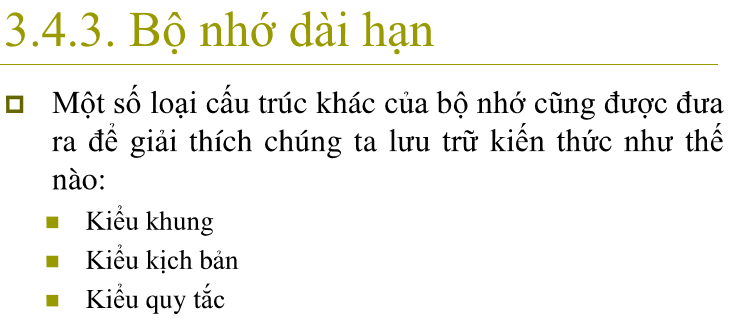 3.4.3. Bộ nhớ dài hạn
Một số loại cấu trúc khác của bộ nhớ cũng được đưa
ra để giải thích chúng ta lưu trữ kiến thức như thế
nào:
Kiểu khung
Kiểu kịch bản
Kiểu quy tắc